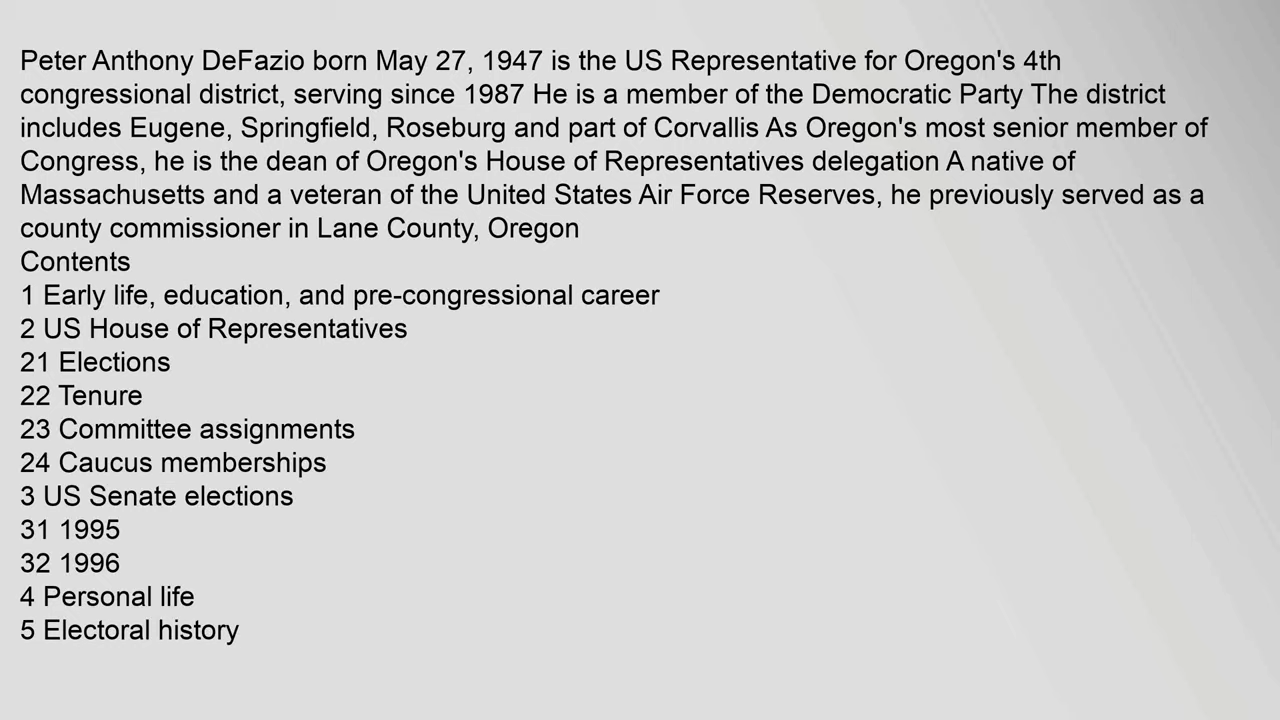 Peter Anthony DeFazio born May 27, 1947 is the US Representative for Oregon's 4th
congressional district, serving since 1987 He is a member of the Democratic Party The district
includes Eugene, Springfield, Roseburg and part of Corvallis As Oregon's most senior member of
Congress, he is the dean of Oregon's House of Representatives delegation A native of
Massachusetts and a veteran of the United States Air Force Reserves, he previously served as a
county commissioner in Lane County, Oregon
Contents
1 Early life, education, and pre-congressional career
2 US House of Representatives
21 Elections
22 Tenure
23 Committee assignments
24 Caucus memberships
3 US Senate elections
31 1995
32 1996
4 Personal life
5 Electoral history